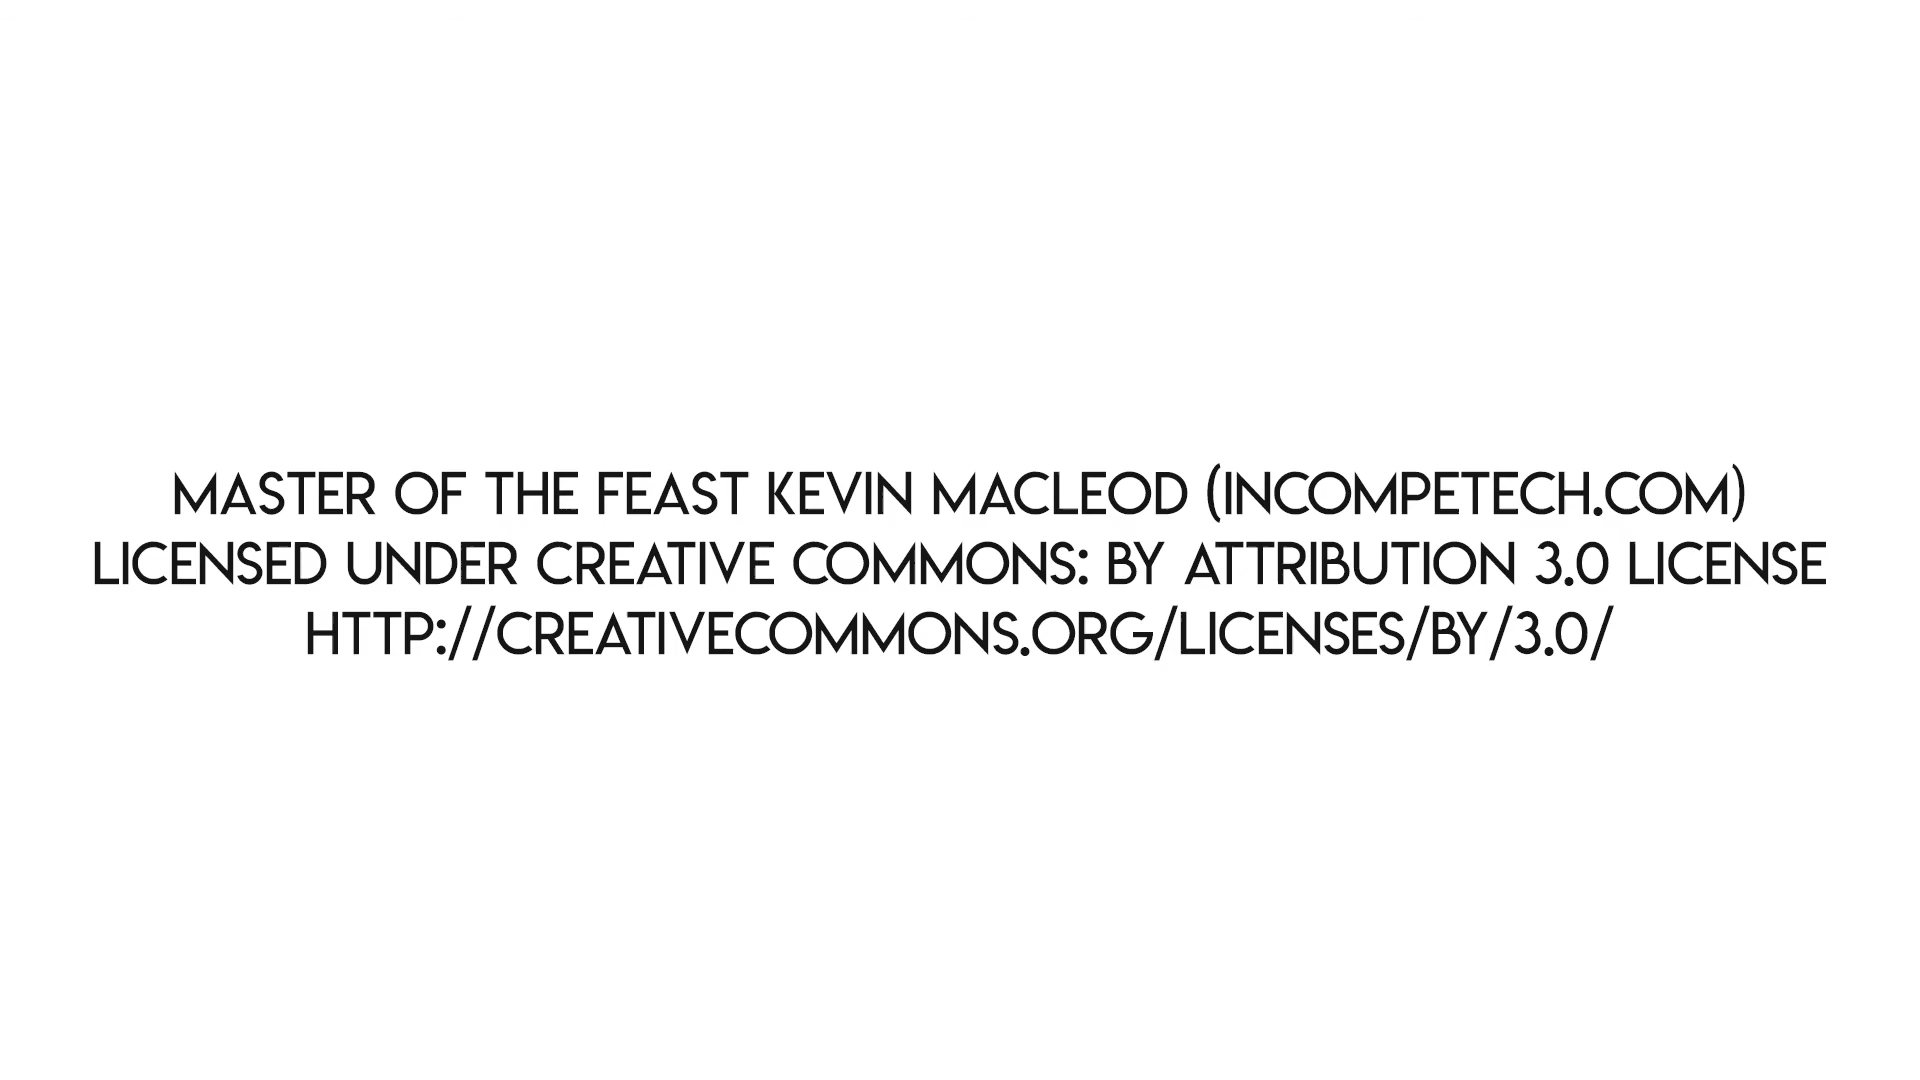 MASTER OF THE FEAST KEVIN MACLEOD (INCOMPETECH.COM)
LICENSED UNDER CREATIVE COMMONS: BY ATTRIBUTION 3.0 LICENSE
HTTP://CREATIVECOMMONS.ORG/LICENSES/BY/3.0/